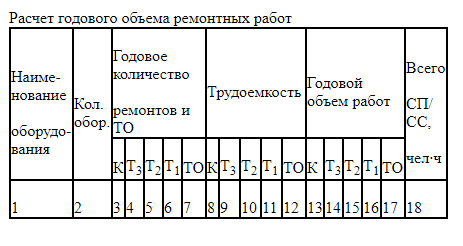 Расчет годового объема ремонтных работ
Наиме-
нование
оборудо-
вания
Кол.
обор.
Годовое
количество
ремонтов и
ТО
Трудоемкость
Годовой
объем работ
Всего
СП/
СС,
чел·ч
К Т3 Т2 Т1 ТО К Т3 Т2 Т1 ТО К Т3 Т2 Т1 ТО
1 2 3 4 5 6 7 8 9 10 11 12 13 14 15 16 17 18